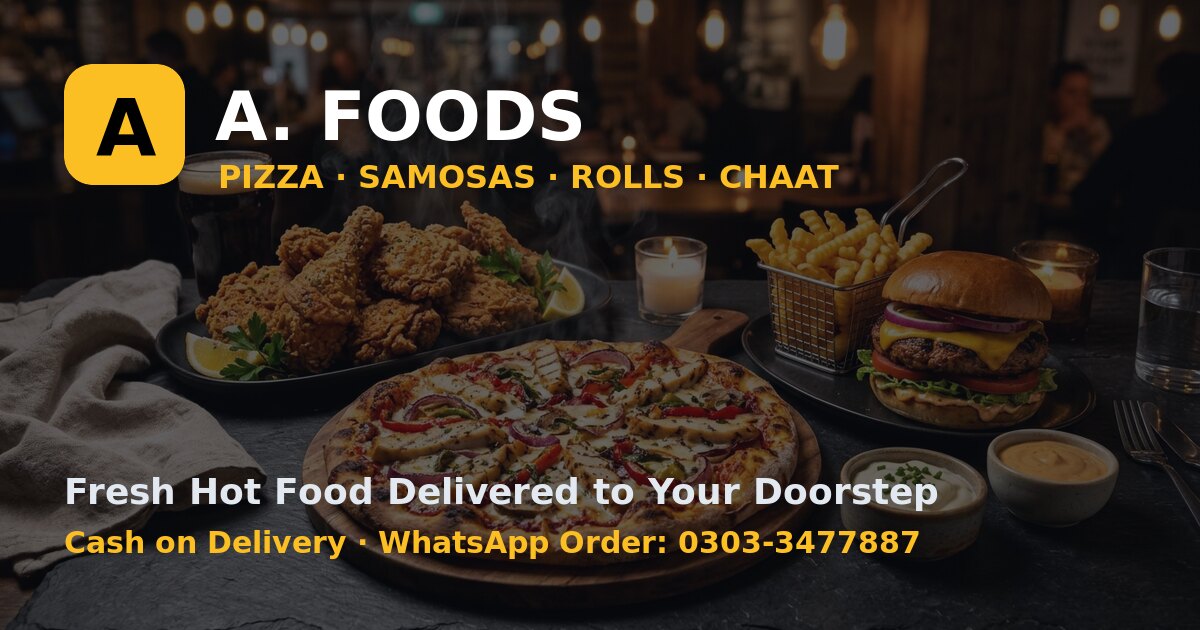 A
A. FOODS
PIZZA · SAMOSAS · ROLLS · CHAAT
Fresh Hot Food Delivered to Your Doorstep
Cash on Delivery · WhatsApp Order: 0303-3477887